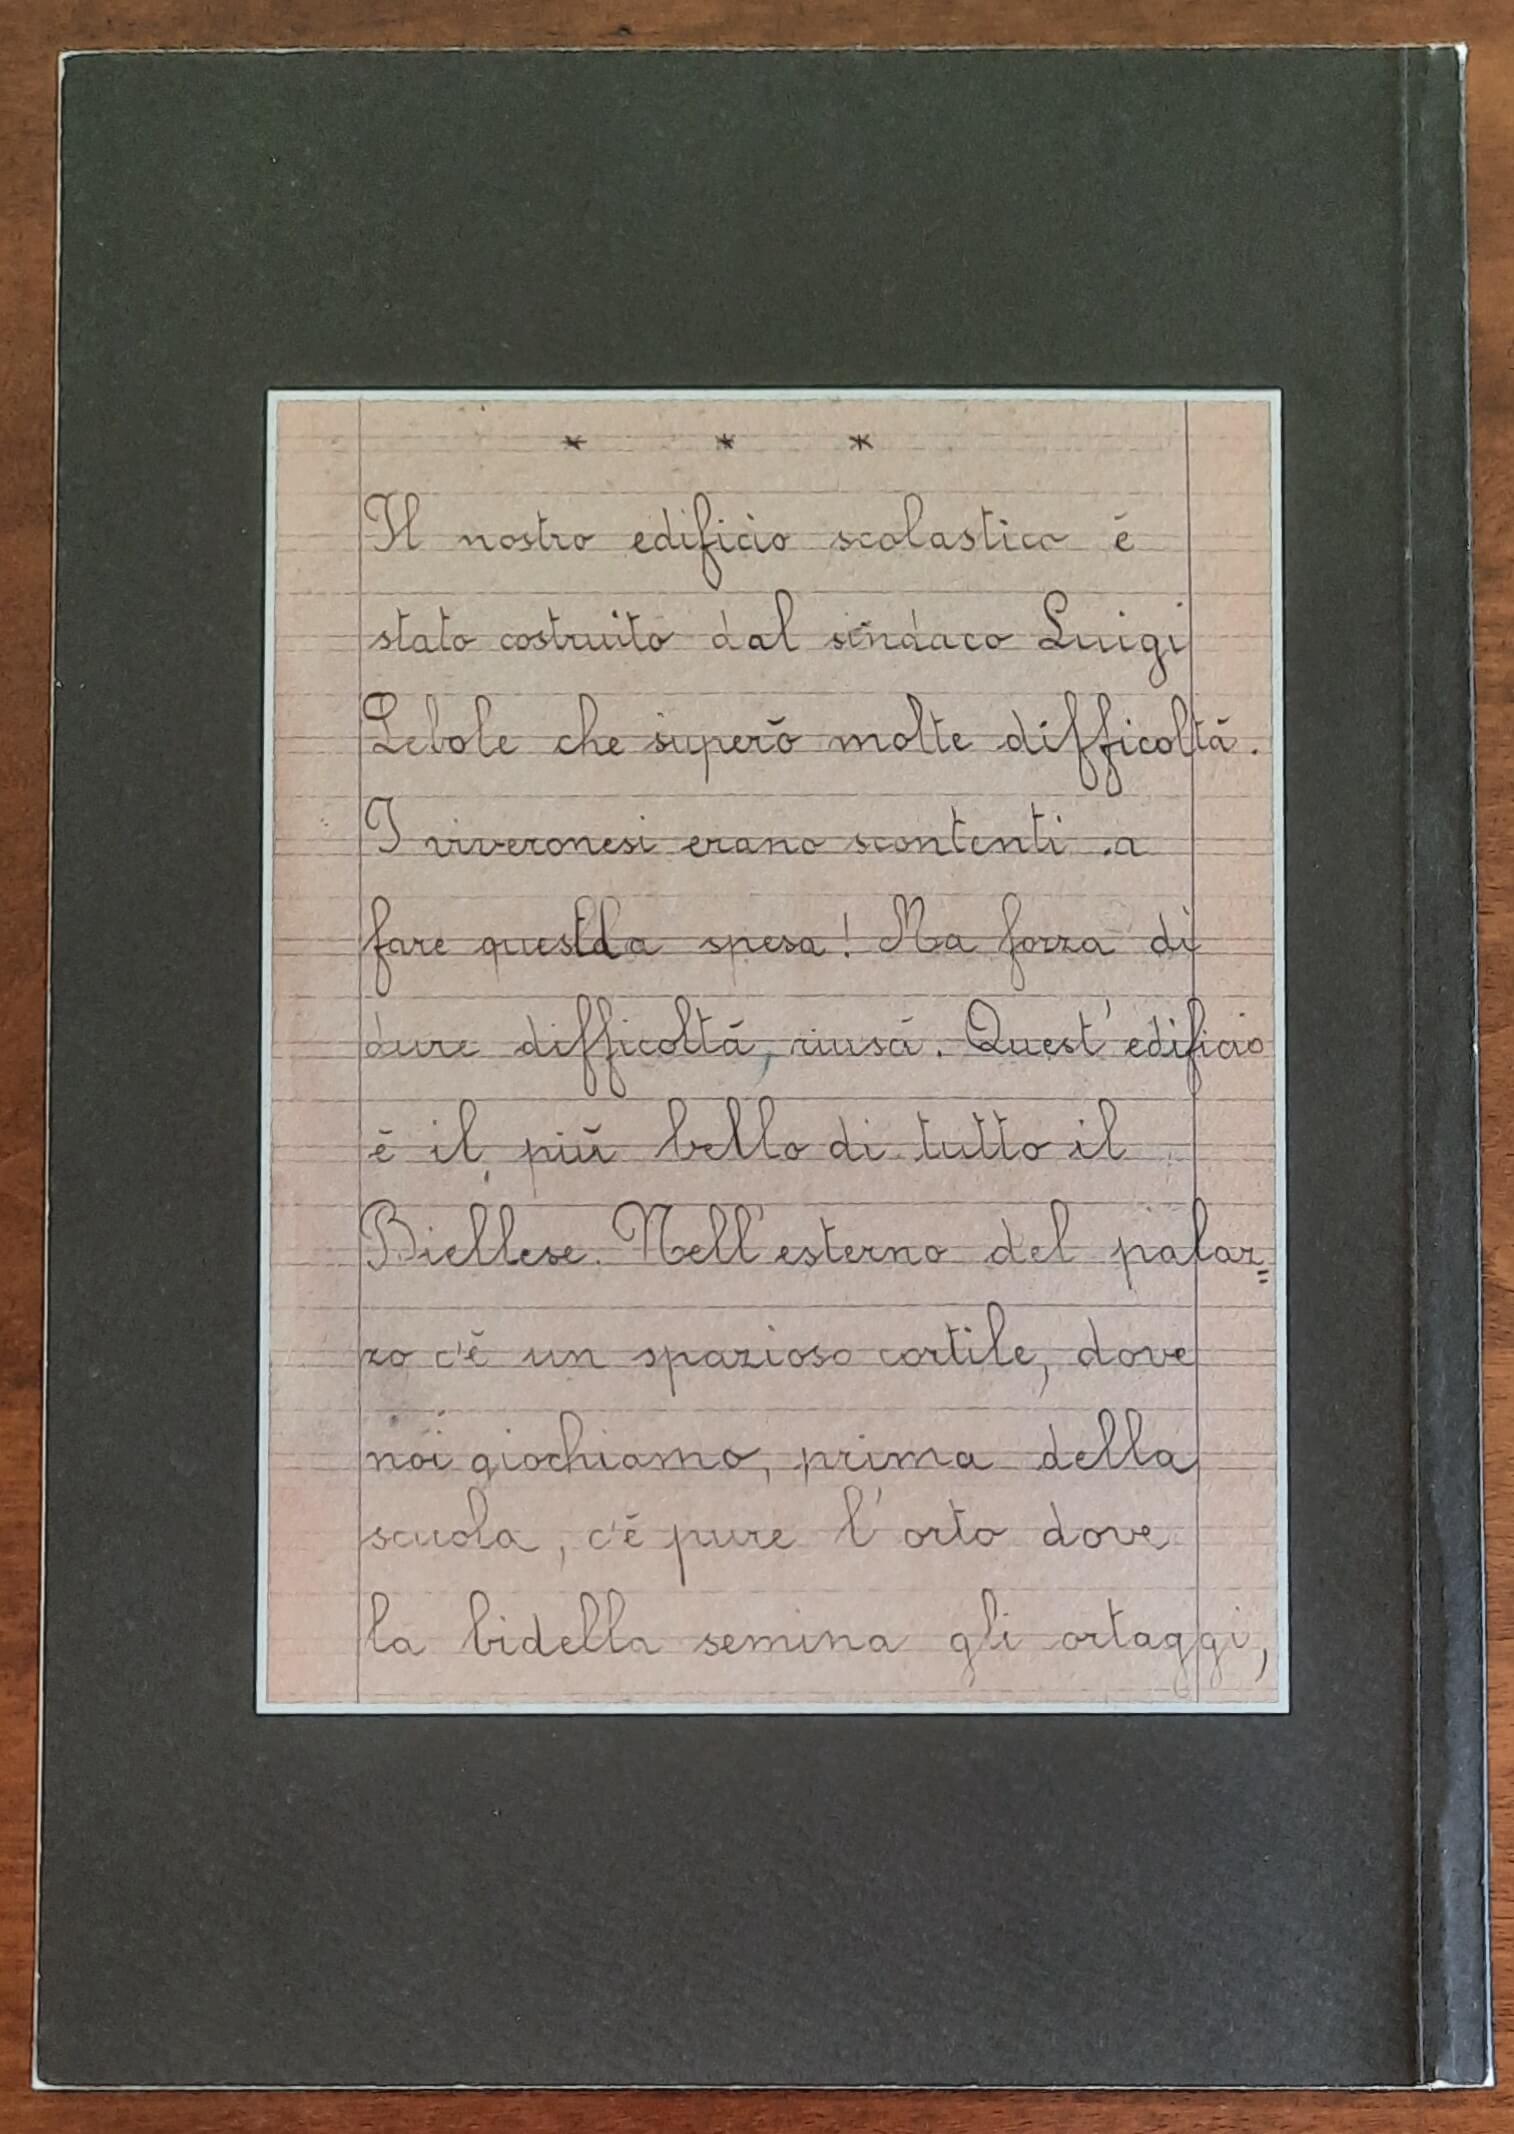 * * *
Il nostro edificio scolastico è
stato costruito dal sindaco Luigi
Lebole che superò molte difficoltà.
I viveronesi erano scontenti a
fare questa spesa! Ma forza di
dure difficoltà, riuscì. Quest'edificio
è il più bello di tutto il
Biellese. Nell'esterno del palaz=
zo c'è un spazioso cortile, dove
noi giochiamo, prima della
scuola, c'è pure l'orto dove
la bidella semina gli ortaggi,